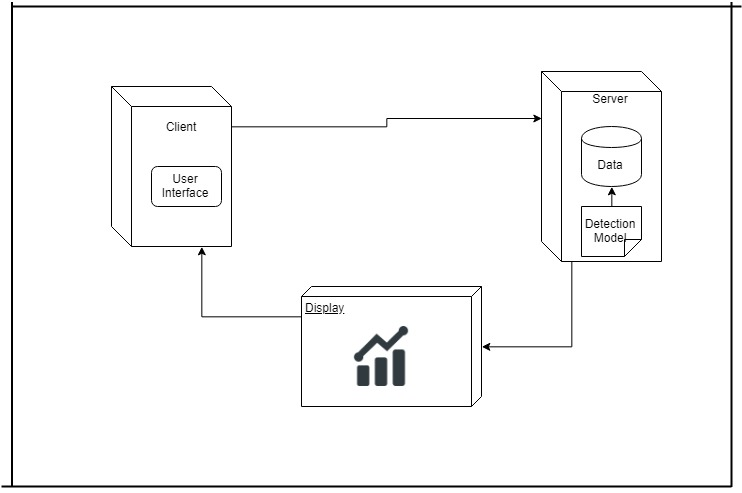 Client
User
Interface
Server
Data
Detection
Model
Display